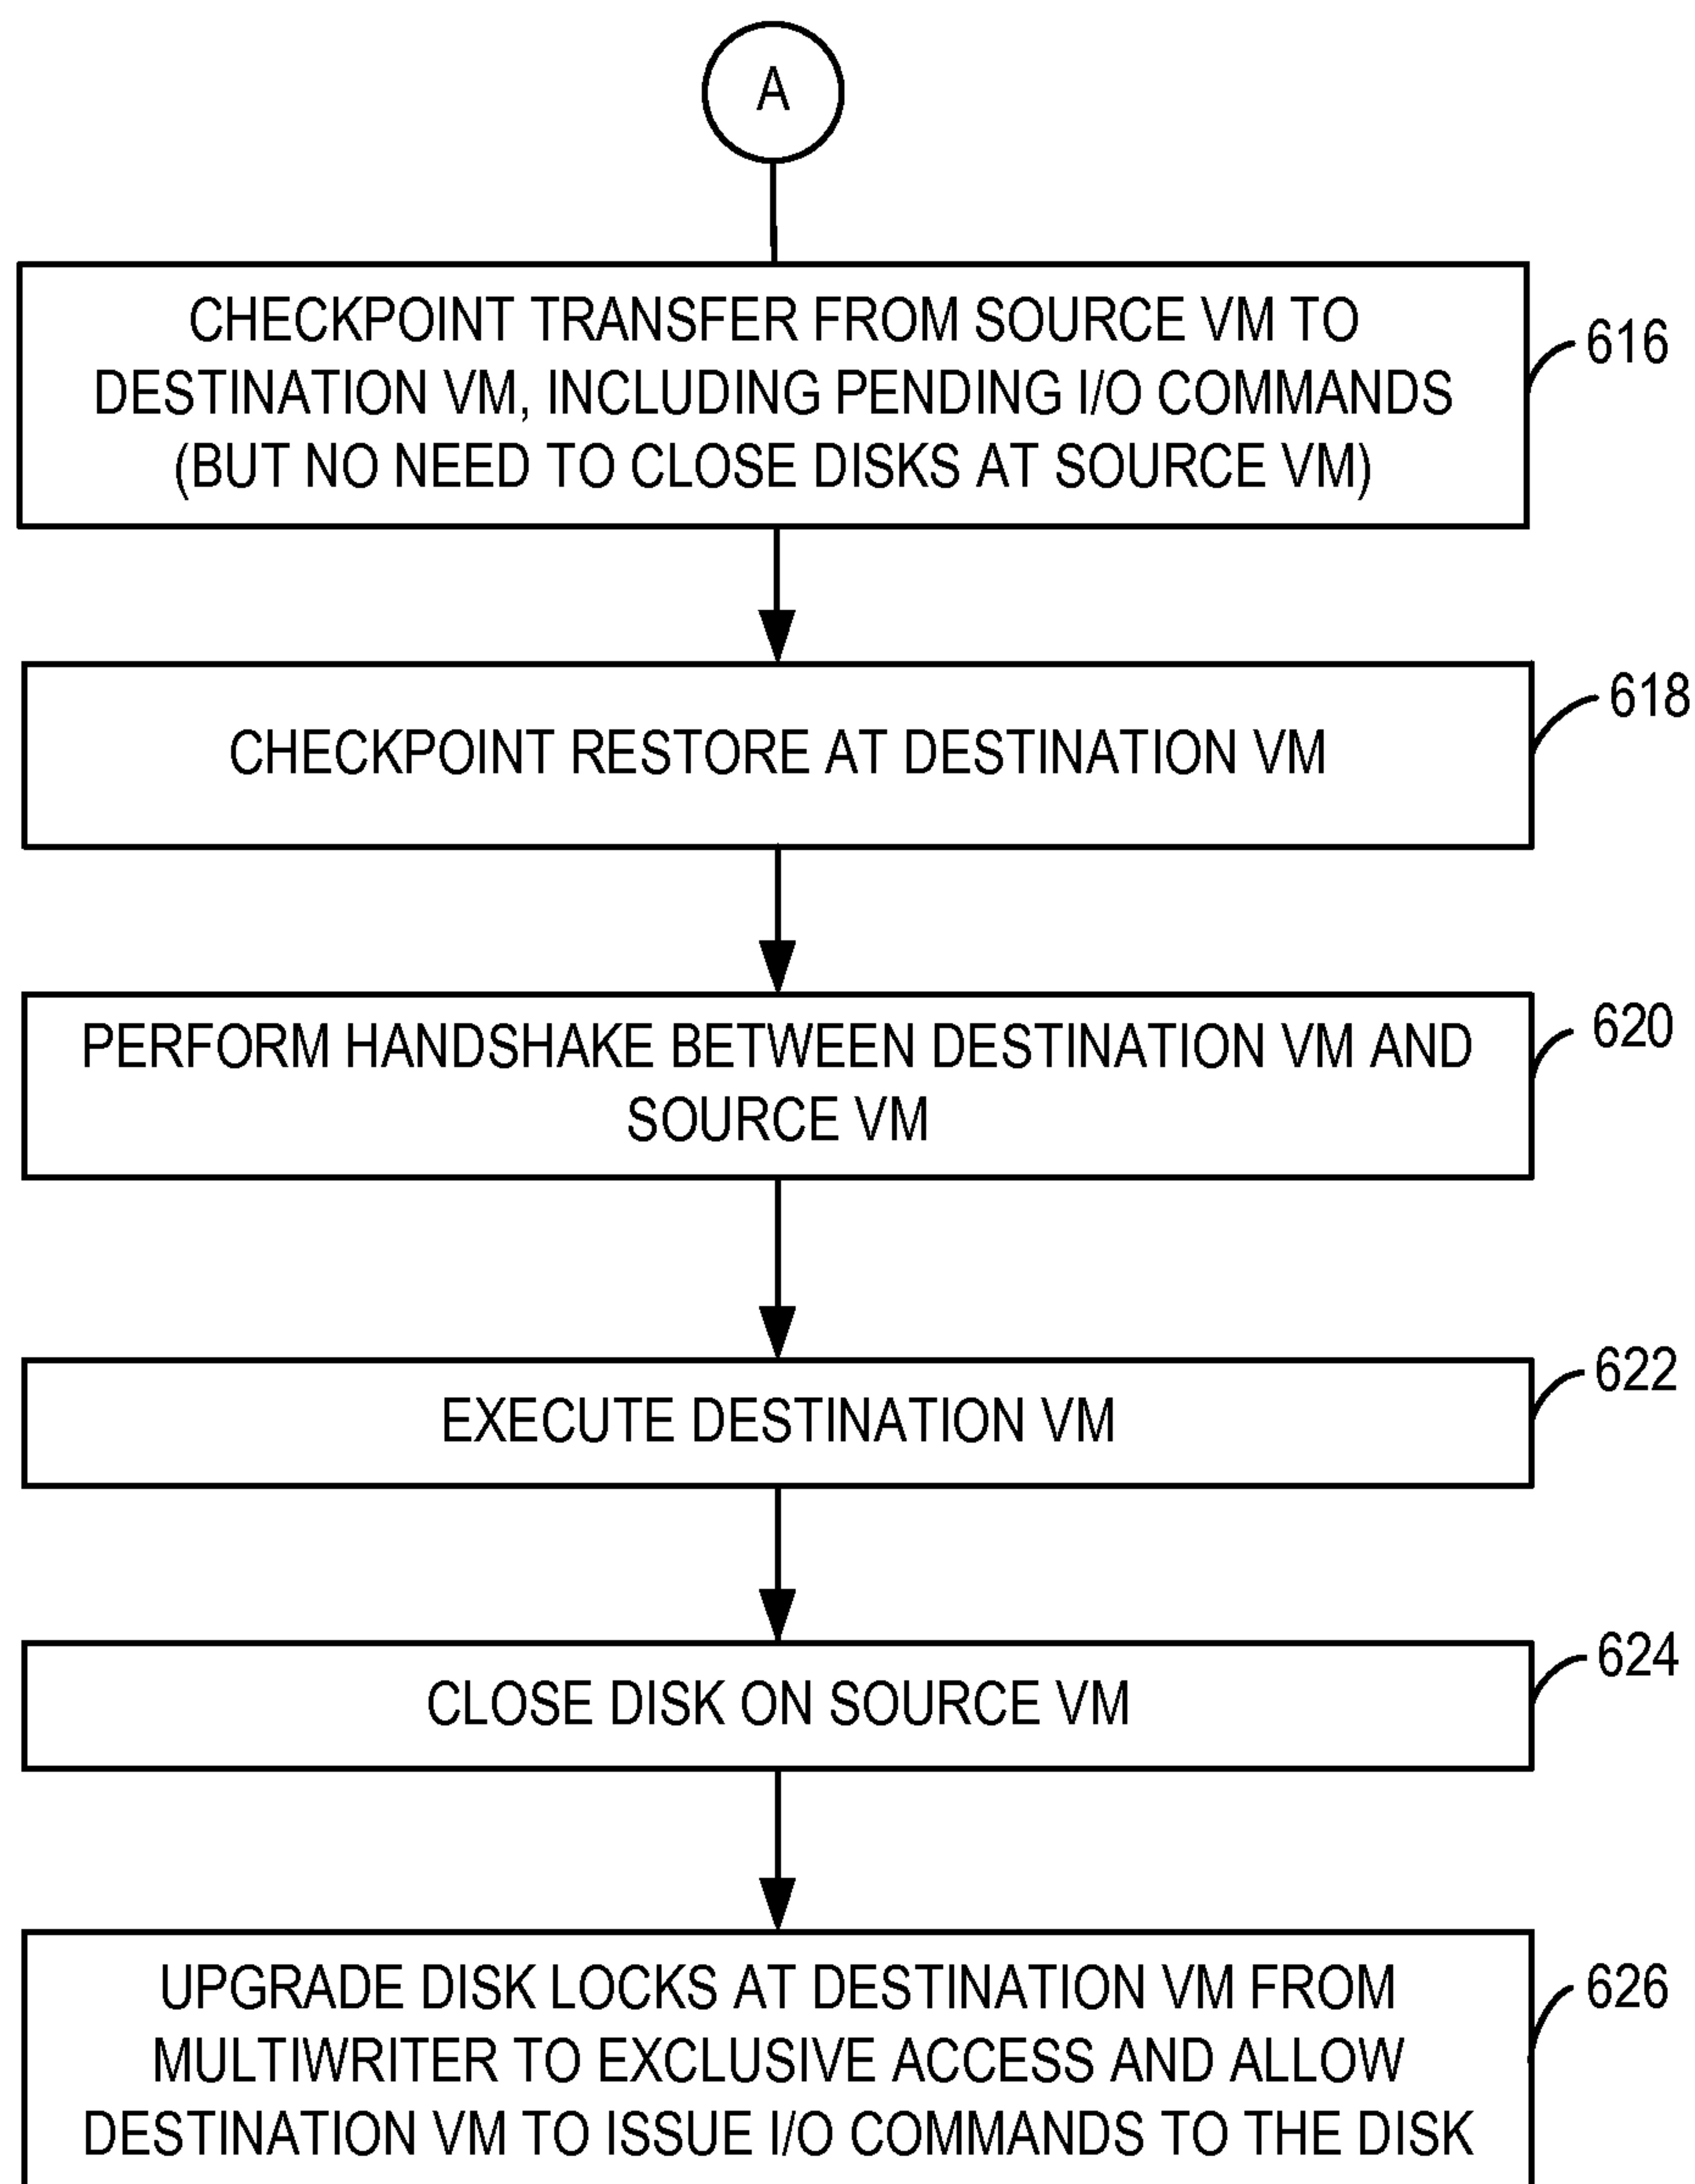 A
CHECKPOINT TRANSFER FROM SOURCE VM TO
DESTINATION VM, INCLUDING PENDING I/O COMMANDS
(BUT NO NEED TO CLOSE DISKS AT SOURCE VM)
616
CHECKPOINT RESTORE AT DESTINATION VM
618
PERFORM HANDSHAKE BETWEEN DESTINATION VM AND
SOURCE VM
620
EXECUTE DESTINATION VM
622
CLOSE DISK ON SOURCE VM
624
UPGRADE DISK LOCKS AT DESTINATION VM FROM
MULTIWRITER TO EXCLUSIVE ACCESS AND ALLOW
DESTINATION VM TO ISSUE I/O COMMANDS TO THE DISK
626